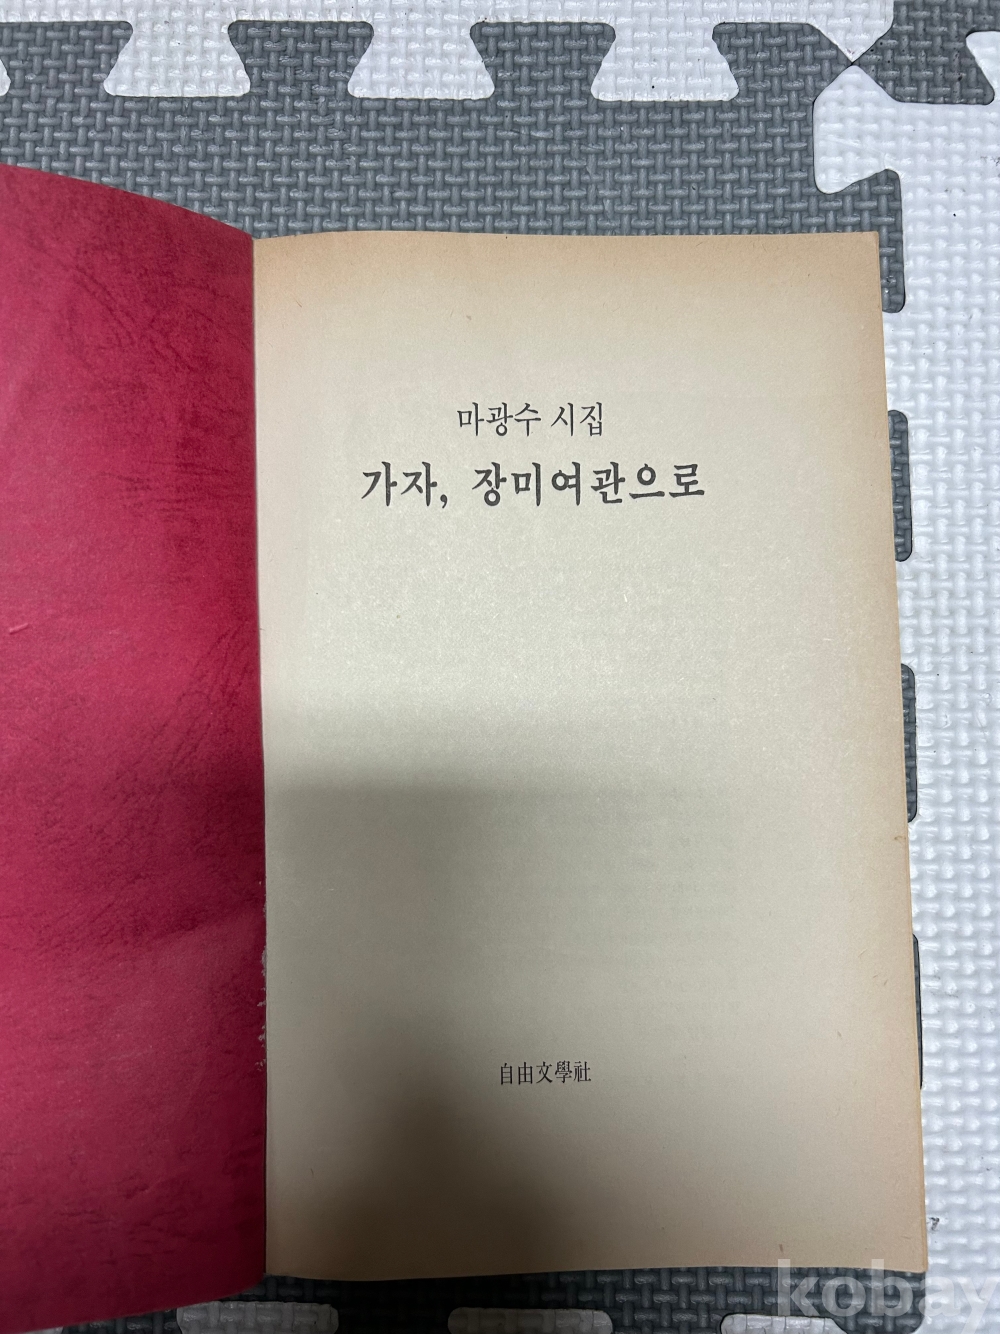 마광수 시집
가자, 장미여관으로
自由文學社
kobay